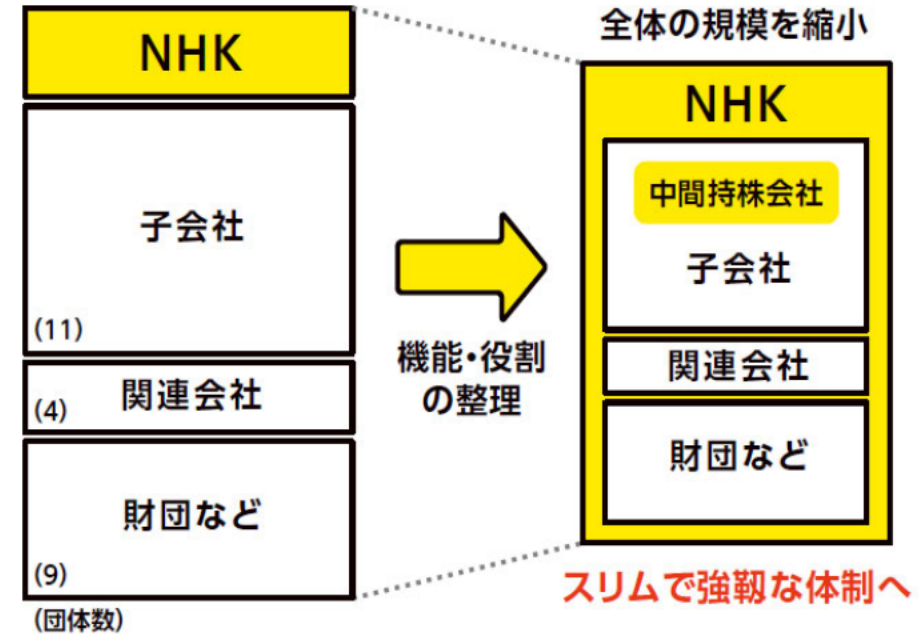 NHK
子会社
(11)
関連会社
(4)
財団など
(9)
(団体数)
機能・役割
の整理
全体の規模を縮小
NHK
中間持株会社
子会社
関連会社
財団など
スリムで強靱な体制へ